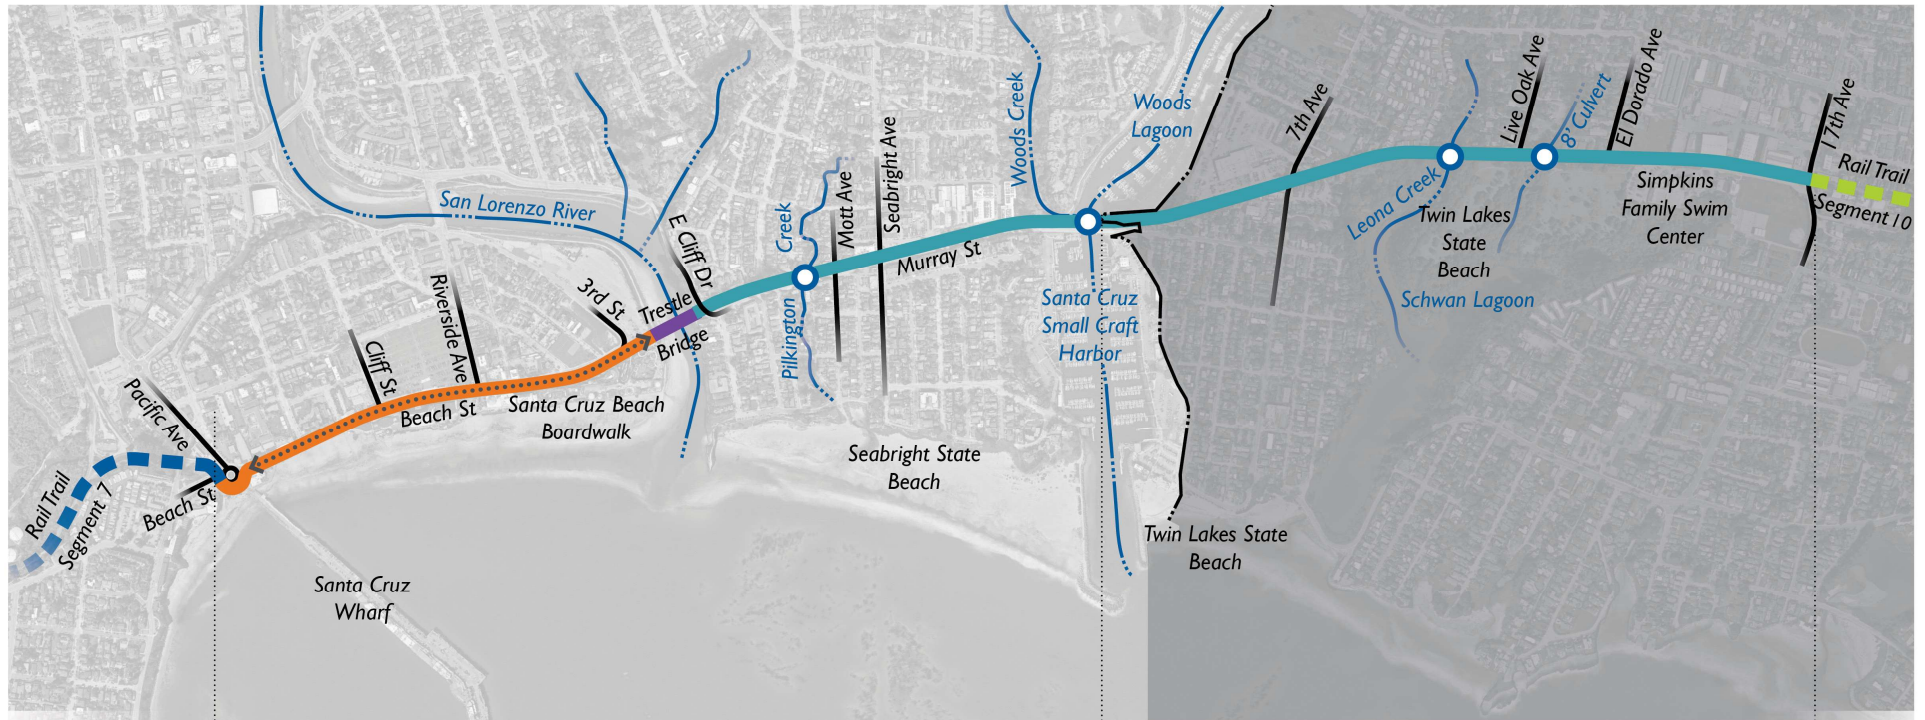 Rail Trail
Segment 7
Pacific Ave
Beach St
Santa Cruz
Wharf
Cliff St
Riverside Ave
Beach St
Santa Cruz Beach
Boardwalk
3rd St
San Lorenzo River
Trestle
Bridge
E Cliff Dr
Pilkington
Creek
Mott Ave
Seabright Ave
Murray St
Seabright State
Beach
Woods Creek
Woods
Lagoon
Santa Cruz
Small Craft
Harbor
Twin Lakes State
Beach
7th Ave
Leona Creek
Schwan Lagoon
Twin Lakes
State
Beach
Live Oak Ave
8' Culvert
El Dorado Ave
Simpkins
Family Swim
Center
17th Ave
Rail Trail
Segment 10